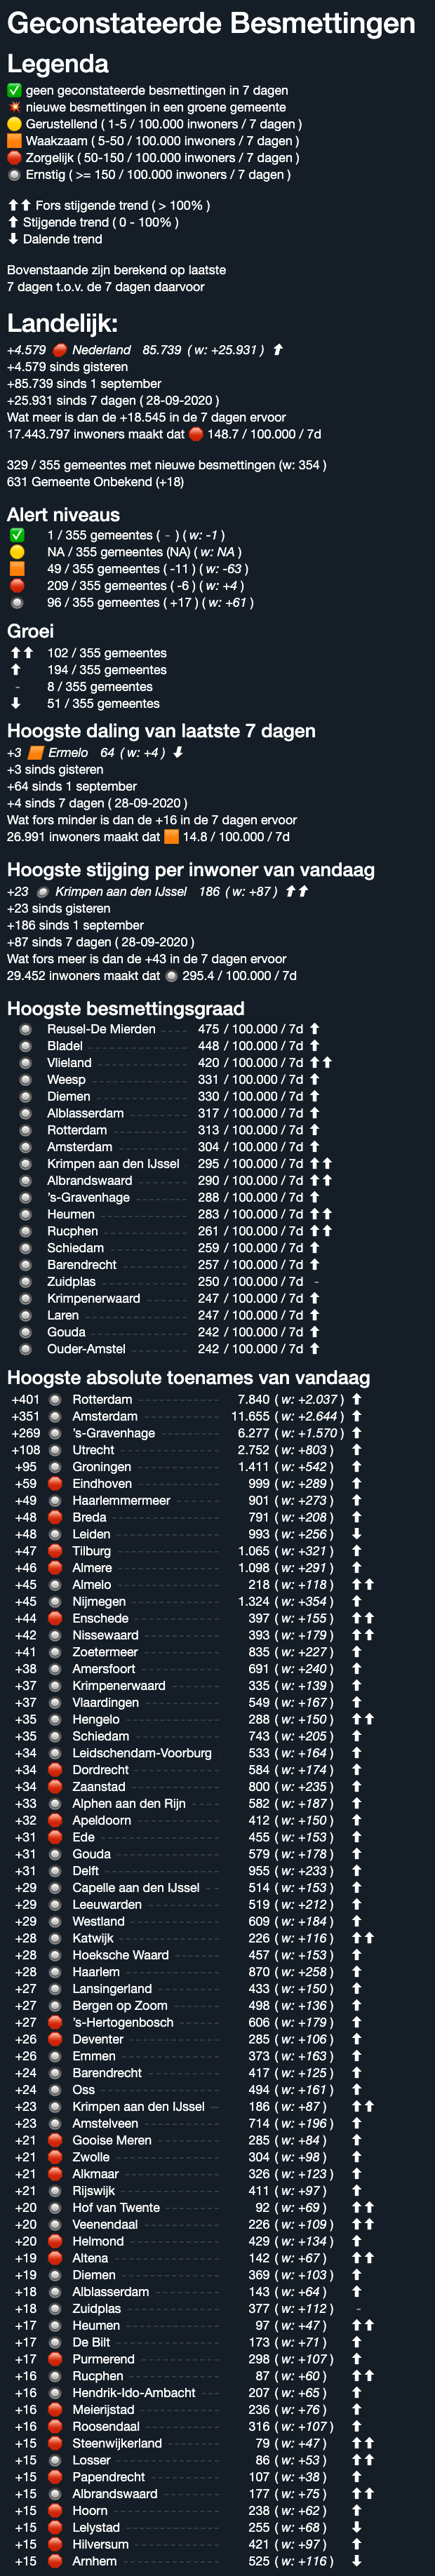 Geconstateerde Besmettingen
Legenda
✅ geen geconstateerde besmettingen in 7 dagen
💥 nieuwe besmettingen in een groene gemeente
🟡 Gerustellend ( 1-5 / 100.000 inwoners / 7 dagen )
🟧 Waakzaam ( 5-50 / 100.000 inwoners / 7 dagen )
🛑 Zorgelijk ( 50-150 / 100.000 inwoners / 7 dagen )
🔘 Ernstig ( >= 150 / 100.000 inwoners / 7 dagen )
⬆⬆ Fors stijgende trend ( > 100% )
⬆ Stijgende trend ( 0 - 100% )
⬇ Dalende trend
Bovenstaande zijn berekend op laatste
7 dagen t.o.v. de 7 dagen daarvoor
Landelijk:
+4.579 🛑 Nederland 85.739 ( w: +25.931 ) ⬆
+4.579 sinds gisteren
+85.739 sinds 1 september
+25.931 sinds 7 dagen ( 28-09-2020 )
Wat meer is dan de +18.545 in de 7 dagen ervoor
17.443.797 inwoners maakt dat 🛑 148.7 / 100.000 / 7d
329 / 355 gemeentes met nieuwe besmettingen (w: 354 )
631 Gemeente Onbekend (+18)
Alert niveaus
✅ 1 / 355 gemeentes ( - ) ( w: -1 )
🟡 NA / 355 gemeentes (NA) ( w: NA )
🟧 49 / 355 gemeentes ( -11 ) ( w: -63 )
🛑 209 / 355 gemeentes ( -6 ) ( w: +4 )
🔘 96 / 355 gemeentes ( +17 ) ( w: +61 )
Groei
⬆⬆ 102 / 355 gemeentes
⬆ 194 / 355 gemeentes
- 8 / 355 gemeentes
⬇ 51 / 355 gemeentes
Hoogste daling van laatste 7 dagen
+3 🟧 Ermelo 64 ( w: +4 ) ⬇
+3 sinds gisteren
+64 sinds 1 september
+4 sinds 7 dagen ( 28-09-2020 )
Wat fors minder is dan de +16 in de 7 dagen ervoor
26.991 inwoners maakt dat 🟧 14.8 / 100.000 / 7d
Hoogste stijging per inwoner van vandaag
+23 🔘 Krimpen aan den IJssel 186 ( w: +87 ) ⬆⬆
+23 sinds gisteren
+186 sinds 1 september
+87 sinds 7 dagen ( 28-09-2020 )
Wat fors meer is dan de +43 in de 7 dagen ervoor
29.452 inwoners maakt dat 🔘 295.4 / 100.000 / 7d
Hoogste besmettingsgraad
🔘 Reusel-De Mierden 475 / 100.000 / 7d ⬆
🔘 Bladel 448 / 100.000 / 7d ⬆
🔘 Vlieland 420 / 100.000 / 7d ⬆⬆
🔘 Weesp 331 / 100.000 / 7d ⬆
🔘 Diemen 330 / 100.000 / 7d ⬆
🔘 Alblasserdam 317 / 100.000 / 7d ⬆
🔘 Rotterdam 313 / 100.000 / 7d ⬆
🔘 Amsterdam 304 / 100.000 / 7d ⬆
🔘 Krimpen aan den IJssel 295 / 100.000 / 7d ⬆⬆
🔘 Albrandswaard 290 / 100.000 / 7d ⬆⬆
🔘 's-Gravenhage 288 / 100.000 / 7d ⬆
🔘 Heumen 283 / 100.000 / 7d ⬆⬆
🔘 Rucphen 261 / 100.000 / 7d ⬆⬆
🔘 Schiedam 259 / 100.000 / 7d ⬆
🔘 Barendrecht 257 / 100.000 / 7d ⬆
🔘 Zuidplas 250 / 100.000 / 7d -
🔘 Krimpenerwaard 247 / 100.000 / 7d ⬆
🔘 Laren 247 / 100.000 / 7d ⬆
🔘 Gouda 242 / 100.000 / 7d ⬆
🔘 Ouder-Amstel 242 / 100.000 / 7d ⬆
Hoogste absolute toenames van vandaag
+401 🔘 Rotterdam 7.840 ( w: +2.037 ) ⬆
+351 🔘 Amsterdam 11.655 ( w: +2.644 ) ⬆
+269 🔘 's-Gravenhage 6.277 ( w: +1.570 ) ⬆
+108 🔘 Utrecht 2.752 ( w: +803 ) ⬆
+95 🔘 Groningen 1.411 ( w: +542 ) ⬆
+59 🛑 Eindhoven 999 ( w: +289 ) ⬆
+49 🔘 Haarlemmermeer 901 ( w: +273 ) ⬆
+48 🛑 Breda 791 ( w: +208 ) ⬆
+48 🔘 Leiden 993 ( w: +256 ) ⬇
+47 🛑 Tilburg 1.065 ( w: +321 ) ⬆
+46 🛑 Almere 1.098 ( w: +291 ) ⬆
+45 🔘 Almelo 218 ( w: +118 ) ⬆⬆
+45 🔘 Nijmegen 1.324 ( w: +354 ) ⬆
+44 🛑 Enschede 397 ( w: +155 ) ⬆⬆
+42 🔘 Nissewaard 393 ( w: +179 ) ⬆⬆
+41 🔘 Zoetermeer 835 ( w: +227 ) ⬆
+38 🔘 Amersfoort 691 ( w: +240 ) ⬆
+37 🔘 Krimpenerwaard 335 ( w: +139 ) ⬆
+37 🔘 Vlaardingen 549 ( w: +167 ) ⬆
+35 🔘 Hengelo 288 ( w: +150 ) ⬆⬆
+35 🔘 Schiedam 743 ( w: +205 ) ⬆
+34 🔘 Leidschendam-Voorburg 533 ( w: +164 ) ⬆
+34 🛑 Dordrecht 584 ( w: +174 ) ⬆
+34 🛑 Zaanstad 800 ( w: +235 ) ⬆
+33 🔘 Alphen aan den Rijn 582 ( w: +187 ) ⬆
+32 🛑 Apeldoorn 412 ( w: +150 ) ⬆
+31 🛑 Ede 455 ( w: +153 ) ⬆
+31 🔘 Gouda 579 ( w: +178 ) ⬆
+31 🔘 Delft 955 ( w: +233 ) ⬆
+29 🔘 Capelle aan den IJssel 514 ( w: +153 ) ⬆
+29 🔘 Leeuwarden 519 ( w: +212 ) ⬆
+29 🔘 Westland 609 ( w: +184 ) ⬆
+28 🔘 Katwijk 226 ( w: +116 ) ⬆⬆
+28 🔘 Hoeksche Waard 457 ( w: +153 ) ⬆
+28 🔘 Haarlem 870 ( w: +258 ) ⬆
+27 🔘 Lansingerland 433 ( w: +150 ) ⬆
+27 🔘 Bergen op Zoom 498 ( w: +136 ) ⬆
+27 🛑 's-Hertogenbosch 606 ( w: +179 ) ⬆
+26 🛑 Deventer 285 ( w: +106 ) ⬆
+26 🔘 Emmen 373 ( w: +163 ) ⬆
+24 🔘 Barendrecht 417 ( w: +125 ) ⬆
+24 🔘 Oss 494 ( w: +161 ) ⬆
+23 🔘 Krimpen aan den IJssel 186 ( w: +87 ) ⬆⬆
+23 🔘 Amstelveen 714 ( w: +196 ) ⬆
+21 🛑 Gooise Meren 285 ( w: +84 ) ⬆
+21 🛑 Zwolle 304 ( w: +98 ) ⬆
+21 🛑 Alkmaar 326 ( w: +123 ) ⬆
+21 🔘 Rijswijk 411 ( w: +97 ) ⬆
+20 🔘 Hof van Twente 92 ( w: +69 ) ⬆⬆
+20 🔘 Veenendaal 226 ( w: +109 ) ⬆⬆
+20 🛑 Helmond 429 ( w: +134 ) ⬆
+19 🛑 Altena 142 ( w: +67 ) ⬆⬆
+19 🔘 Diemen 369 ( w: +103 ) ⬆
+18 🔘 Alblasserdam 143 ( w: +64 ) ⬆
+18 🔘 Zuidplas 377 ( w: +112 ) -
+17 🔘 Heumen 97 ( w: +47 ) ⬆⬆
+17 🔘 De Bilt 173 ( w: +71 ) ⬆
+17 🛑 Purmerend 298 ( w: +107 ) ⬆
+16 🔘 Rucphen 87 ( w: +60 ) ⬆⬆
+16 🔘 Hendrik-Ido-Ambacht 207 ( w: +65 ) ⬆
+16 🛑 Meierijstad 236 ( w: +76 ) ⬆
+16 🛑 Roosendaal 316 ( w: +107 ) ⬆
+15 🛑 Steenwijkerland 79 ( w: +47 ) ⬆⬆
+15 🔘 Losser 86 ( w: +53 ) ⬆⬆
+15 🛑 Papendrecht 107 ( w: +38 ) ⬆
+15 🔘 Albrandswaard 177 ( w: +75 ) ⬆⬆
+15 🛑 Hoorn 238 ( w: +62 ) ⬆
+15 🛑 Lelystad 255 ( w: +68 ) ⬇
+15 🛑 Hilversum 421 ( w: +97 ) ⬆
+15 🛑 Arnhem 525 ( w: +116 ) ⬇